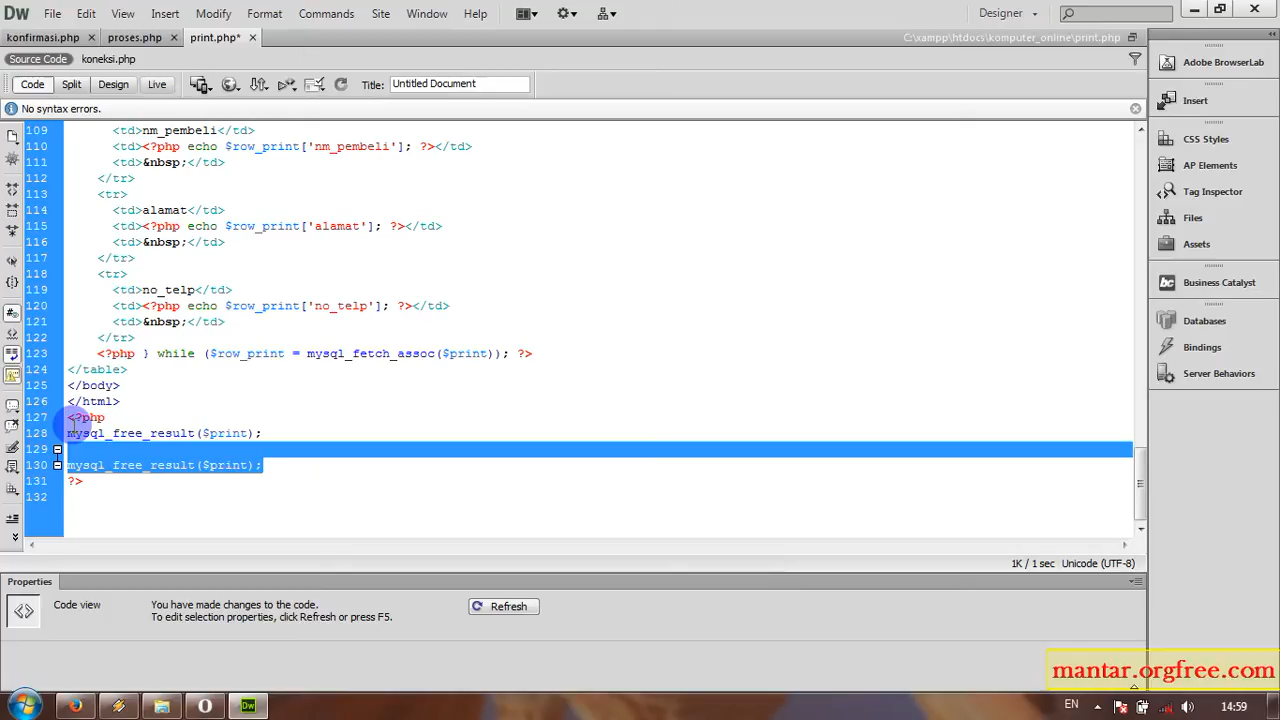 Dw File Edit View Insert Modify Format Commands Site Window Help Designer
konfirmasi.php proses.php print.php* C:\xampp\htdocs\komputer_online\print.php
Source Code koneksi.php
Code Split Design Live Title: Untitled Document
No syntax errors.
109 <td>nm_pembeli</td>
110 <td><?php echo $row_print['nm_pembeli']; ?></td>
111 <td>&nbsp;</td>
112 </tr>
113 <tr>
114 <td>alamat</td>
115 <td><?php echo $row_print['alamat']; ?></td>
116 <td>&nbsp;</td>
117 </tr>
118 <tr>
119 <td>no_telp</td>
120 <td><?php echo $row_print['no_telp']; ?></td>
121 <td>&nbsp;</td>
122 </tr>
123 <?php } while ($row_print = mysql_fetch_assoc($print)); ?>
124 </table>
125 </body>
126 </html>
127 <?php
128 mysql_free_result($print);
129
130 mysql_free_result($print);
131 ?>
132
1K / 1 sec Unicode (UTF-8)
Properties
Code view You have made changes to the code. Refresh
To edit selection properties, click Refresh or press F5.
Adobe BrowserLab
Insert
CSS Styles
AP Elements
Tag Inspector
Files
Assets
Business Catalyst
Databases
Bindings
Server Behaviors
mantar.orgfree.com
EN 14:59